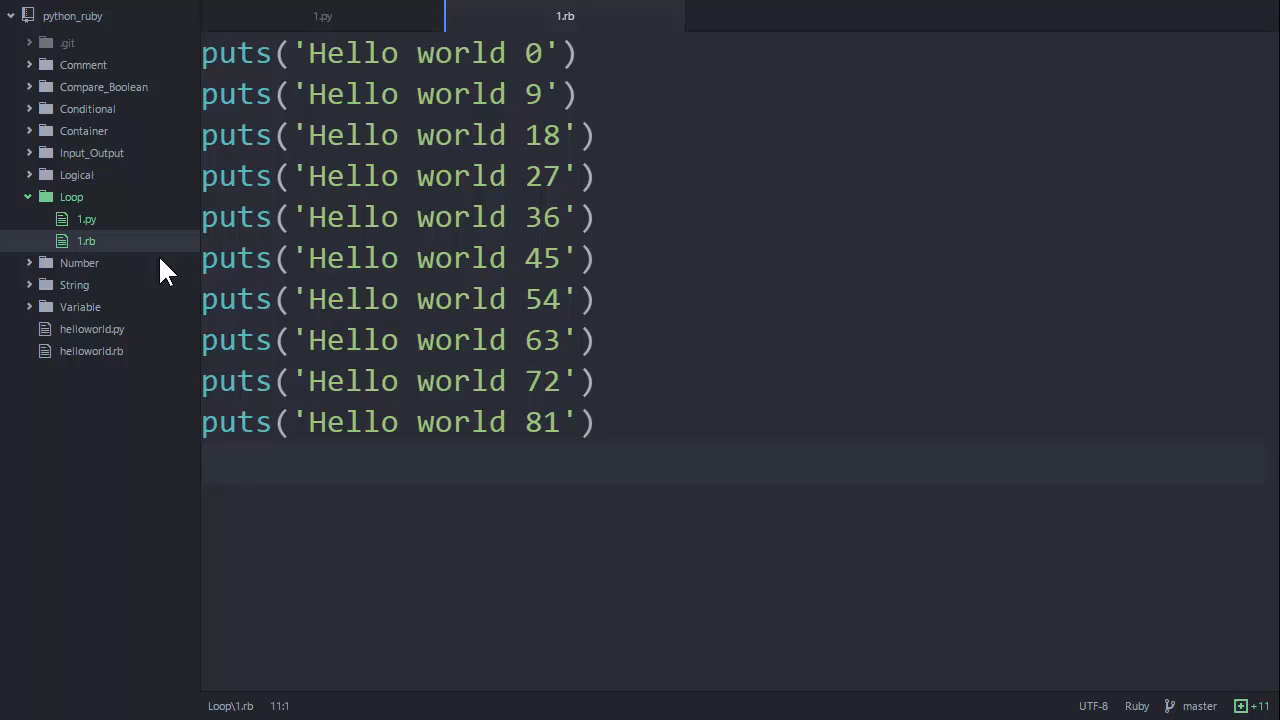 python_ruby
.git
Comment
Compare_Boolean
Conditional
Container
Input_Output
Logical
Loop
1.py
1.rb
Number
String
Variable
helloworld.py
helloworld.rb
1.py
1.rb
puts('Hello world 0')
puts('Hello world 9')
puts('Hello world 18')
puts('Hello world 27')
puts('Hello world 36')
puts('Hello world 45')
puts('Hello world 54')
puts('Hello world 63')
puts('Hello world 72')
puts('Hello world 81')
Loop\1.rb 11:1 UTF-8 Ruby master +11